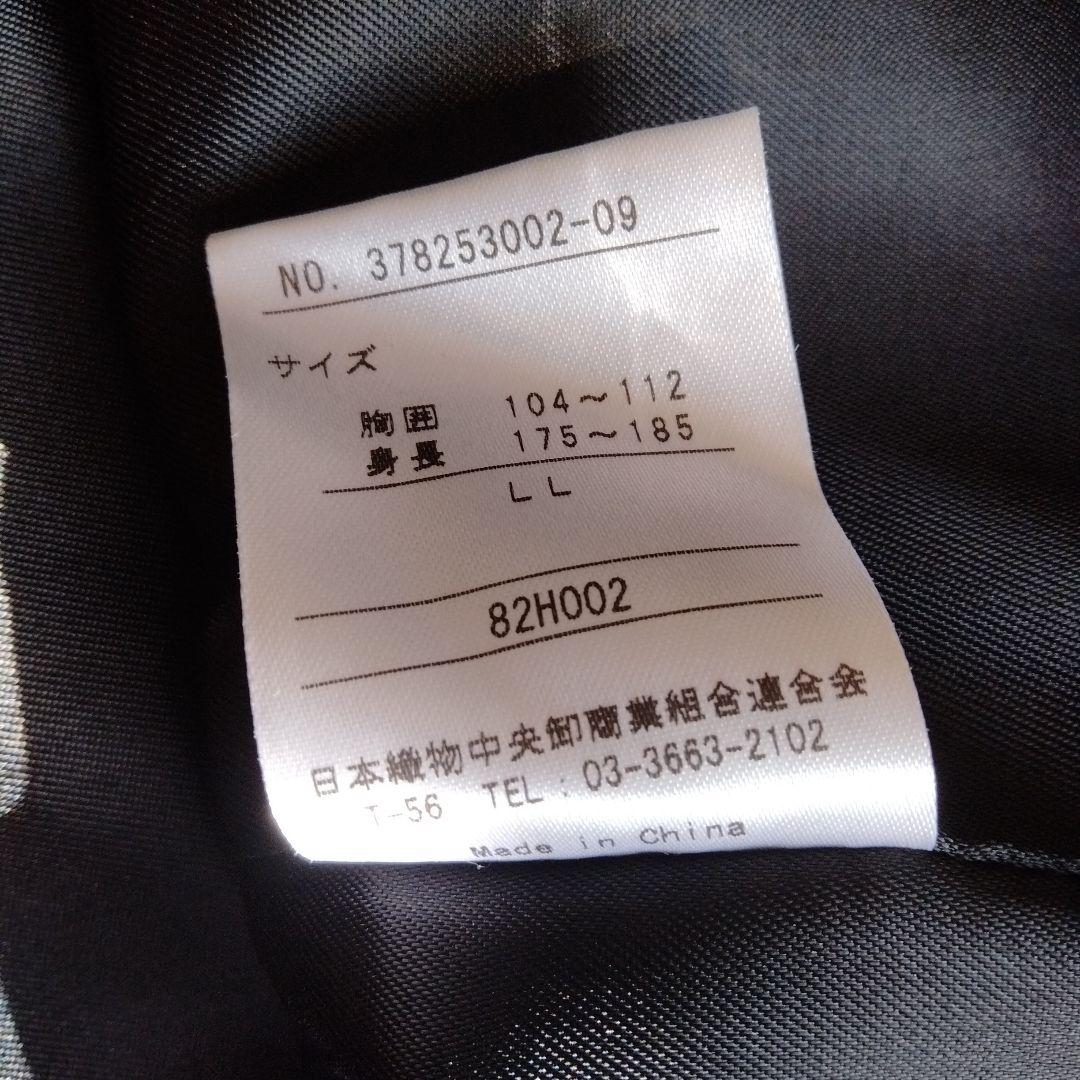 NO. 378253002-09
サイズ
胸囲 104～112
身長 175～185
LL
82H002
日本織物中央卸商業組合連合会
T-56 TEL:03-3663-2102
Made in China